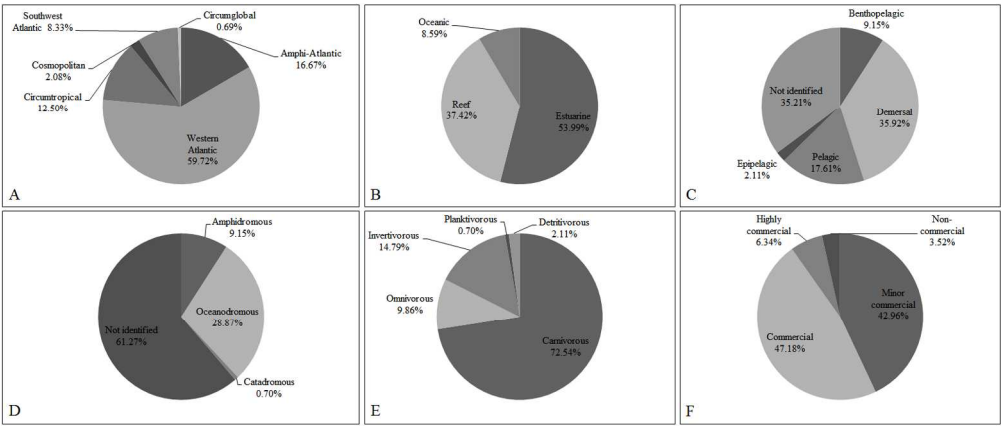 Southwest
Atlantic 8.33%
Circumglobal
0.69%
Amphi-Atlantic
16.67%
Cosmopolitan
2.08%
Circumtropical
12.50%
Western
Atlantic
59.72%
A
Oceanic
8.59%
Reef
37.42%
Estuarine
53.99%
B
Benthopelagic
9.15%
Not identified
35.21%
Demersal
35.92%
Epipelagic
2.11%
Pelagic
17.61%
C
Amphidromous
9.15%
Oceanodromous
28.87%
Not identified
61.27%
Catadromous
0.70%
D
Planktivorous
0.70%
Detritivorous
2.11%
Invertivorous
14.79%
Omnivorous
9.86%
Carnivorous
72.54%
E
Highly
commercial
6.34%
Non-
commercial
3.52%
Minor
commercial
42.96%
Commercial
47.18%
F